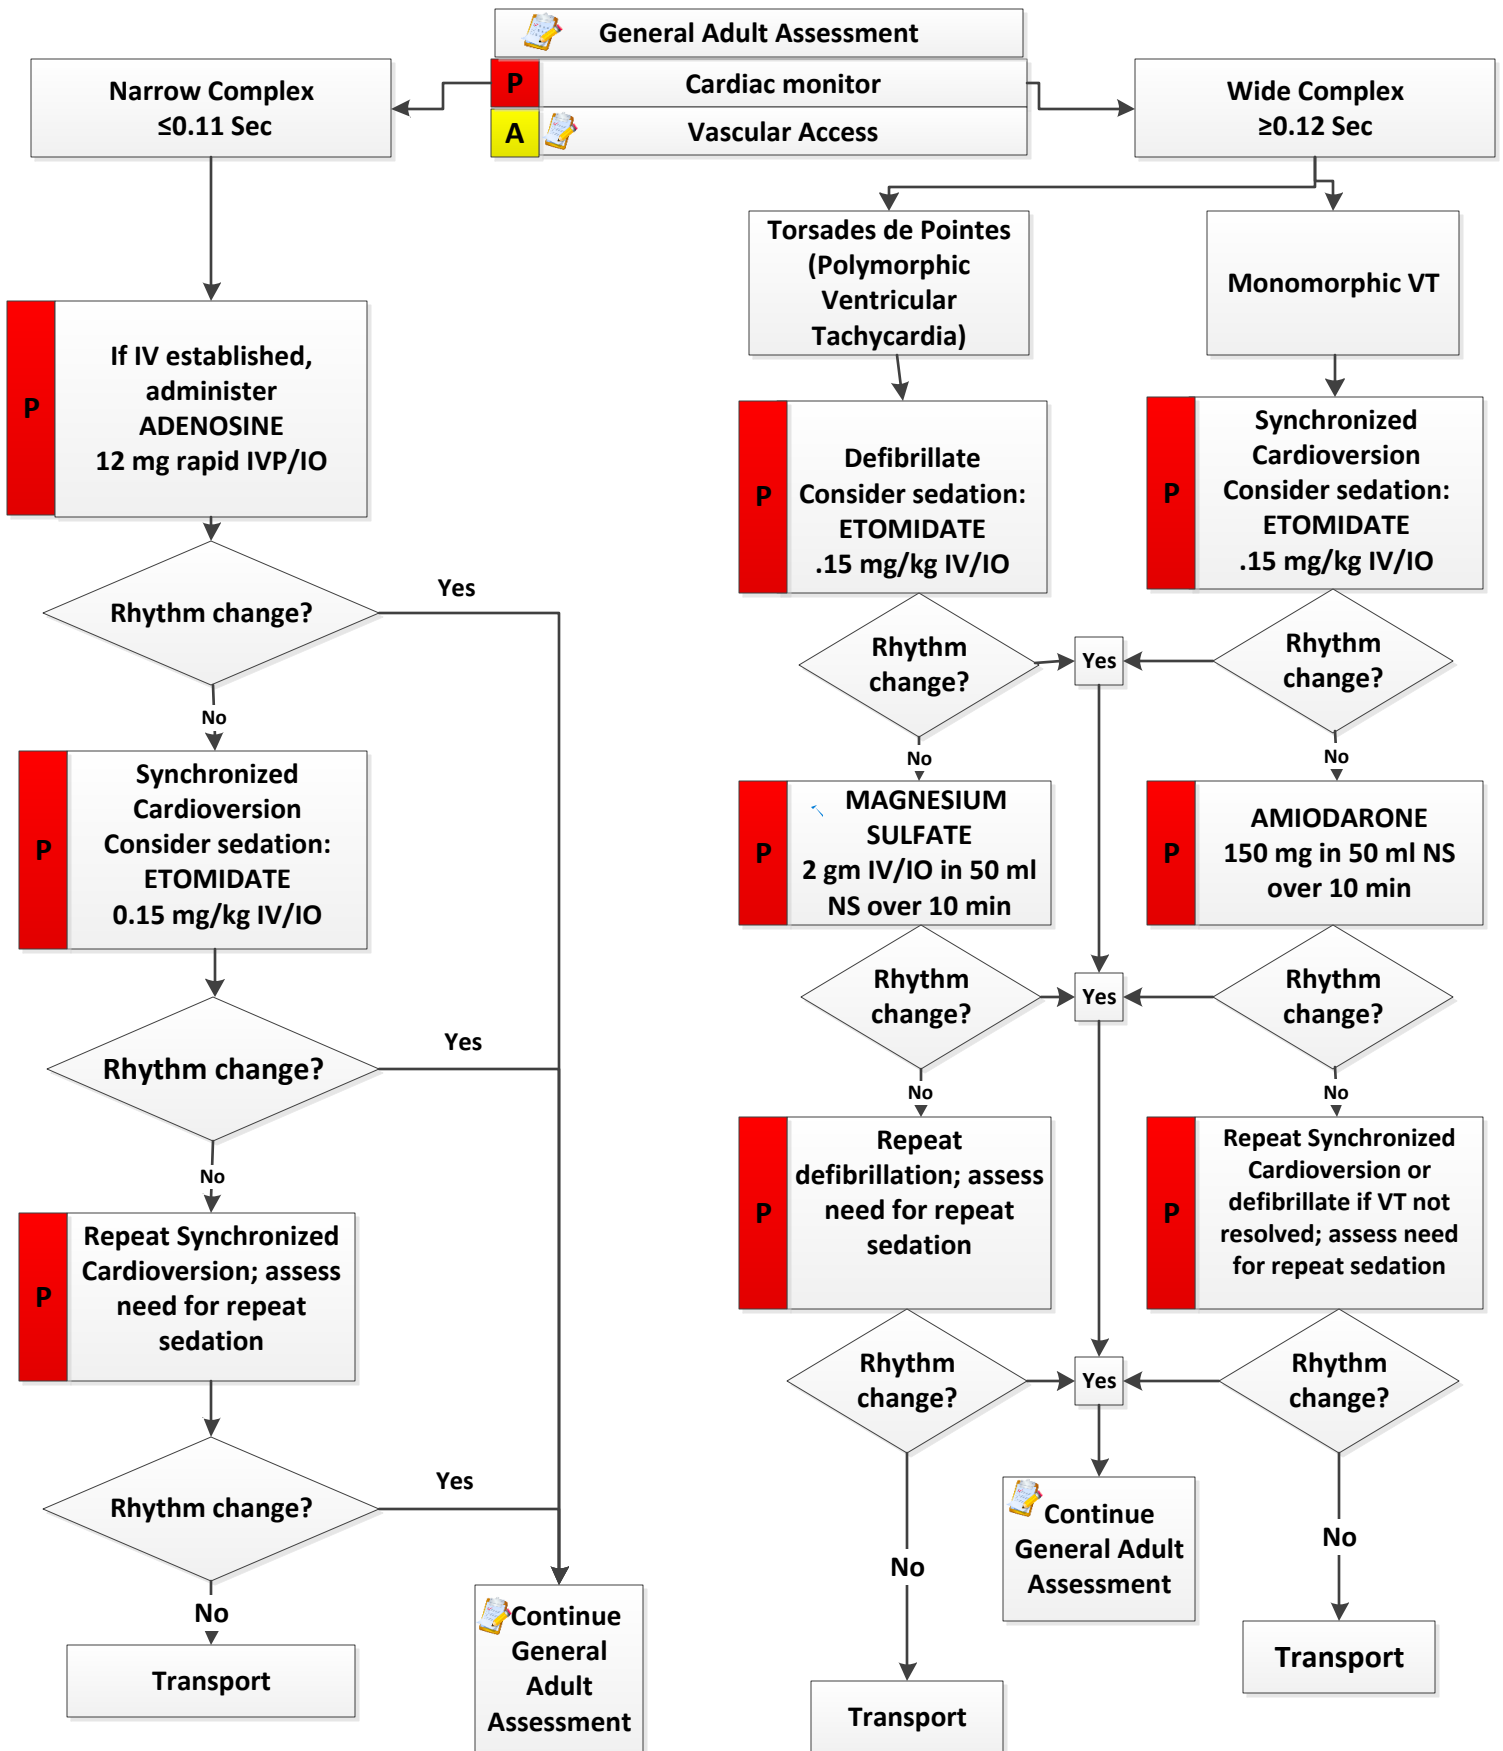 General Adult Assessment
P
Cardiac monitor
A
Vascular Access
Narrow Complex
≤0.11 Sec
Wide Complex
≥0.12 Sec
P
If IV established,
administer
ADENOSINE
12 mg rapid IVP/IO
Rhythm change?
Yes
No
P
Synchronized
Cardioversion
Consider sedation:
ETOMIDATE
0.15 mg/kg IV/IO
Rhythm change?
Yes
No
P
Repeat Synchronized
Cardioversion; assess
need for repeat
sedation
Rhythm change?
Yes
No
Transport
Continue
General
Adult
Assessment
Torsades de Pointes
(Polymorphic
Ventricular
Tachycardia)
P
Defibrillate
Consider sedation:
ETOMIDATE
.15 mg/kg IV/IO
Rhythm
change?
Yes
No
P
MAGNESIUM
SULFATE
2 gm IV/IO in 50 ml
NS over 10 min
Rhythm
change?
Yes
No
P
Repeat
defibrillation; assess
need for repeat
sedation
Rhythm
change?
Yes
No
Transport
Continue
General Adult
Assessment
Monomorphic VT
P
Synchronized
Cardioversion
Consider sedation:
ETOMIDATE
.15 mg/kg IV/IO
Rhythm
change?
No
P
AMIODARONE
150 mg in 50 ml NS
over 10 min
Rhythm
change?
No
P
Repeat Synchronized
Cardioversion or
defibrillate if VT not
resolved; assess need
for repeat sedation
Rhythm
change?
No
Transport